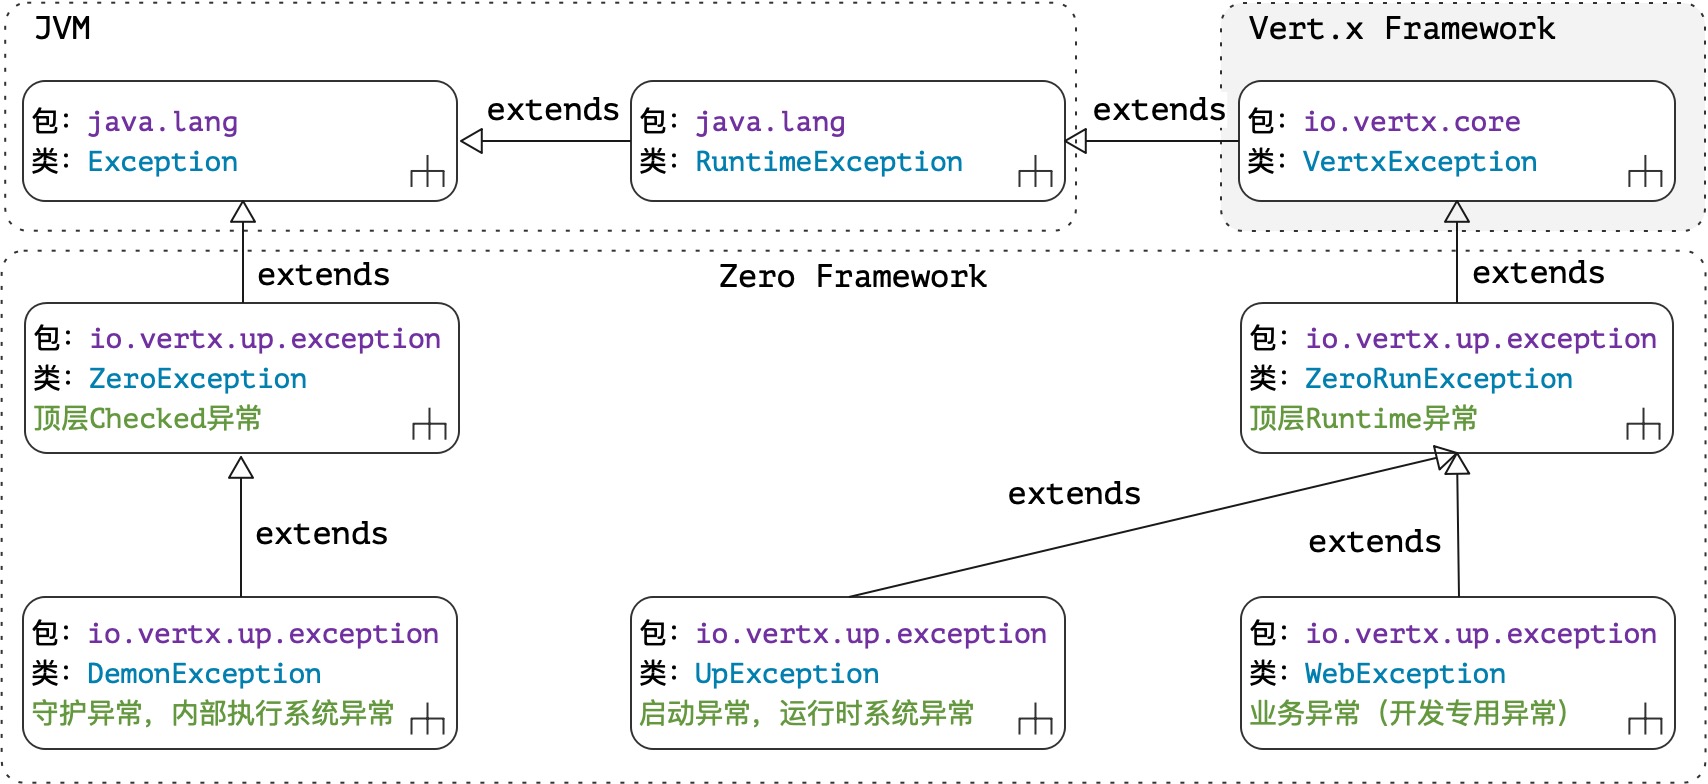 JVM
包: java.lang
类: Exception
extends
包: java.lang
类: RuntimeException
extends
Vert.x Framework
包: io.vertx.core
类: VertxException
extends
Zero Framework
extends
包: io.vertx.up.exception
类: ZeroException
顶层Checked异常
包: io.vertx.up.exception
类: ZeroRunException
顶层Runtime异常
extends
extends
extends
包: io.vertx.up.exception
类: DemonException
守护异常，内部执行系统异常
包: io.vertx.up.exception
类: UpException
启动异常，运行时系统异常
包: io.vertx.up.exception
类: WebException
业务异常（开发专用异常）